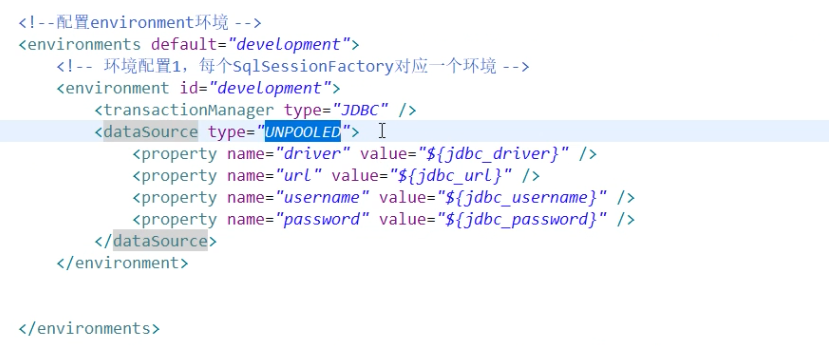 <!--配置environment环境 -->
<environments default="development">
<!-- 环境配置1，每个SqlSessionFactory对应一个环境 -->
<environment id="development">
<transactionManager type="JDBC" />
<dataSource type="UNPOOLED">
<property name="driver" value="${jdbc_driver}" />
<property name="url" value="${jdbc_url}" />
<property name="username" value="${jdbc_username}" />
<property name="password" value="${jdbc_password}" />
</dataSource>
</environment>
</environments>